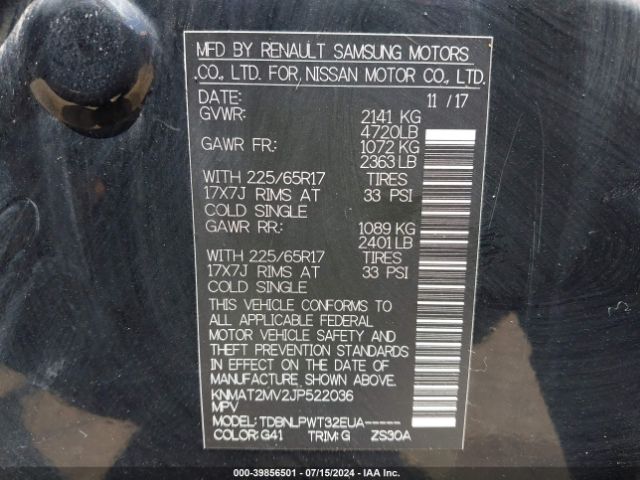 MFD BY RENAULT SAMSUNG MOTORS
CO., LTD. FOR, NISSAN MOTOR CO., LTD.
DATE: 11 / 17
GVWR: 2141 KG
4720LB
GAWR FR.: 1072 KG
2363 LB
WITH 225/65R17 TIRES
17X7J RIMS AT 33 PSI
COLD SINGLE
GAWR RR.: 1089 KG
2401 LB
WITH 225/65R17 TIRES
17X7J RIMS AT 33 PSI
COLD SINGLE
THIS VEHICLE CONFORMS TO
ALL APPLICABLE FEDERAL
MOTOR VEHICLE SAFETY AND
THEFT PREVENTION STANDARDS
IN EFFECT ON THE DATE OF
MANUFACTURE SHOWN ABOVE.
KNMAT2MV2JP522036
MPV
MODEL: TDBNLPWT32EUA-----
COLOR: G41 TRIM: G ZS30A
000-39856501 - 07/15/2024 - IAA Inc.